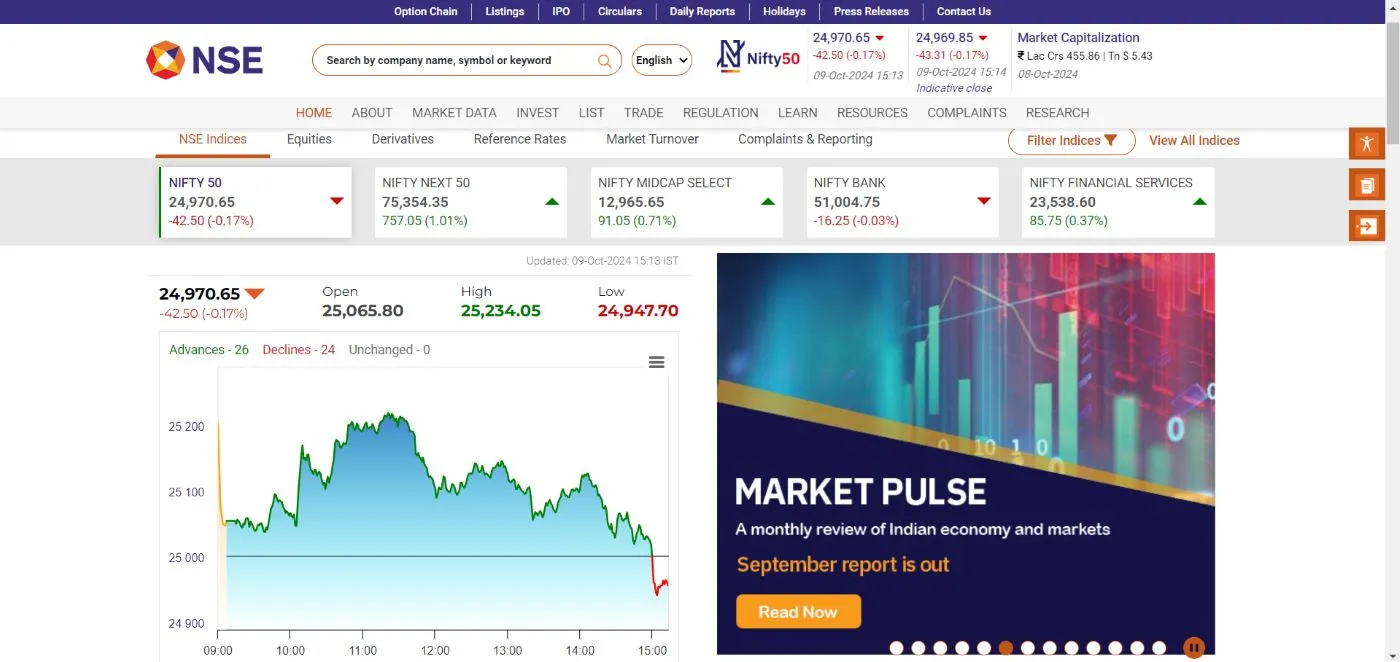 Option Chain Listings IPO Circulars Daily Reports Holidays Press Releases Contact Us
NSE
Search by company name, symbol or keyword
English
Nifty50
24,970.65
-42.50 (-0.17%)
09-Oct-2024 15:13
24,969.85
-43.31 (-0.17%)
09-Oct-2024 15:14
Indicative close
Market Capitalization
₹ Lac Crs 455.86 | Tn $ 5.43
08-Oct-2024
HOME ABOUT MARKET DATA INVEST LIST TRADE REGULATION LEARN RESOURCES COMPLAINTS RESEARCH
NSE Indices Equities Derivatives Reference Rates Market Turnover Complaints & Reporting Filter Indices View All Indices
NIFTY 50
24,970.65
-42.50 (-0.17%)
NIFTY NEXT 50
75,354.35
757.05 (1.01%)
NIFTY MIDCAP SELECT
12,965.65
91.05 (0.71%)
NIFTY BANK
51,004.75
-16.25 (-0.03%)
NIFTY FINANCIAL SERVICES
23,538.60
85.75 (0.37%)
Updated: 09-Oct-2024 15:13 IST
24,970.65
-42.50 (-0.17%)
Open
25,065.80
High
25,234.05
Low
24,947.70
Advances - 26 Declines - 24 Unchanged - 0
25 200
25 100
25 000
24 900
09:00 10:00 11:00 12:00 13:00 14:00 15:00
0 10 1 0
0
0
0
MARKET PULSE
A monthly review of Indian economy and markets
September report is out
Read Now